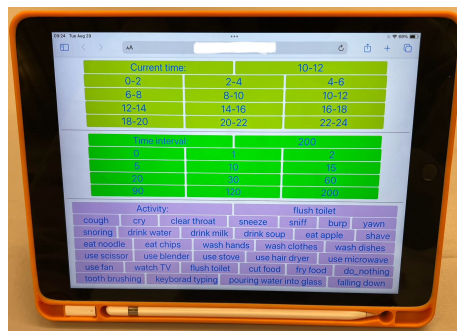 09:24 Tue Aug 29
69%
AA
Current time: 10-12
0-2 2-4 4-6
6-8 8-10 10-12
12-14 14-16 16-18
18-20 20-22 22-24
Time interval: 200
0 1 2
5 10 15
20 30 60
90 120 200
Activity: flush toilet
cough cry clear throat sneeze sniff burp yawn
snoring drink water drink milk drink soup eat apple shave
eat noodle eat chips wash hands wash clothes wash dishes
use scissor use blender use stove use hair dryer use microwave
use fan watch TV flush toilet cut food fry food do_nothing
tooth brushing keyborad typing pouring water into glass falling down